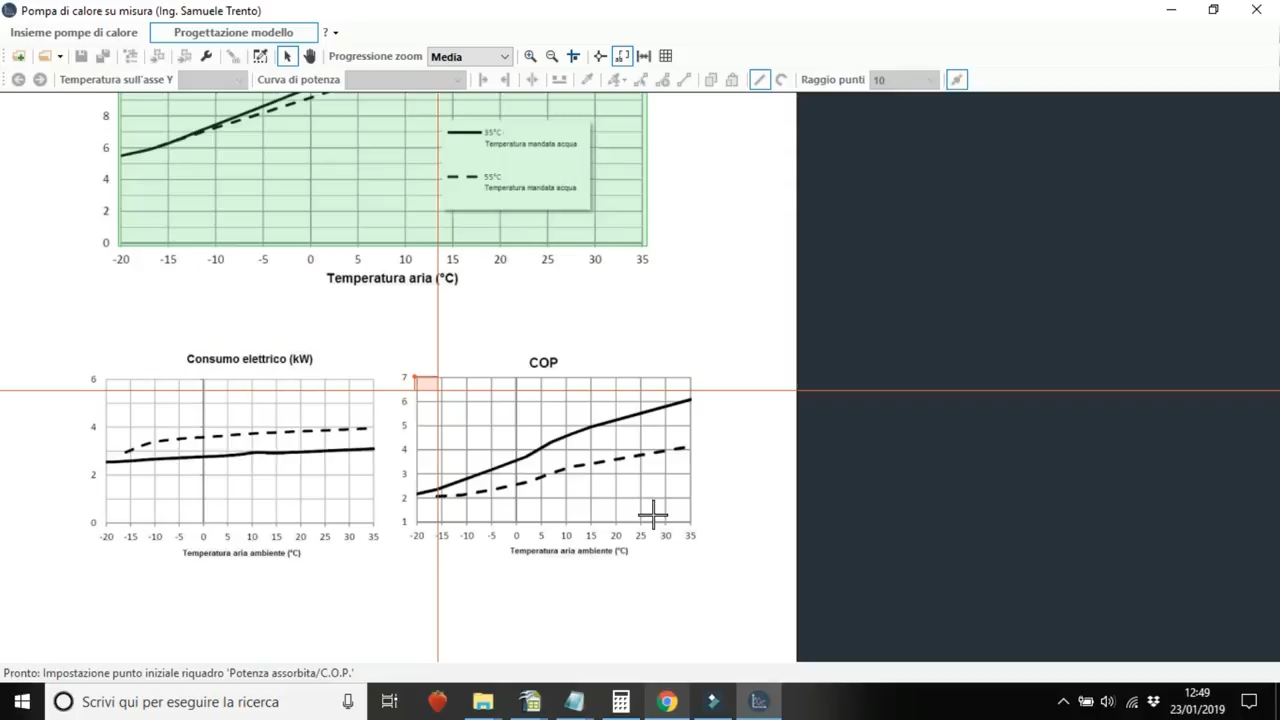 Pompa di calore su misura (Ing. Samuele Trento)
Insieme pompe di calore Progettazione modello ?
Progressione zoom Media
Temperatura sull'asse Y Curva di potenza Raggio punti 10
8
6
4
2
0
35°C
Temperatura mandata acqua
55°C
Temperatura mandata acqua
-20 -15 -10 -5 0 5 10 15 20 25 30 35
Temperatura aria (°C)
Consumo elettrico (kW)
6
4
2
0
-20 -15 -10 -5 0 5 10 15 20 25 30 35
Temperatura aria ambiente (°C)
COP
7
6
5
4
3
2
1
-20 -15 -10 -5 0 5 10 15 20 25 30 35
Temperatura aria ambiente (°C)
Pronto: Impostazione punto iniziale riquadro 'Potenza assorbita/C.O.P.'
Scrivi qui per eseguire la ricerca
12:49
23/01/2019